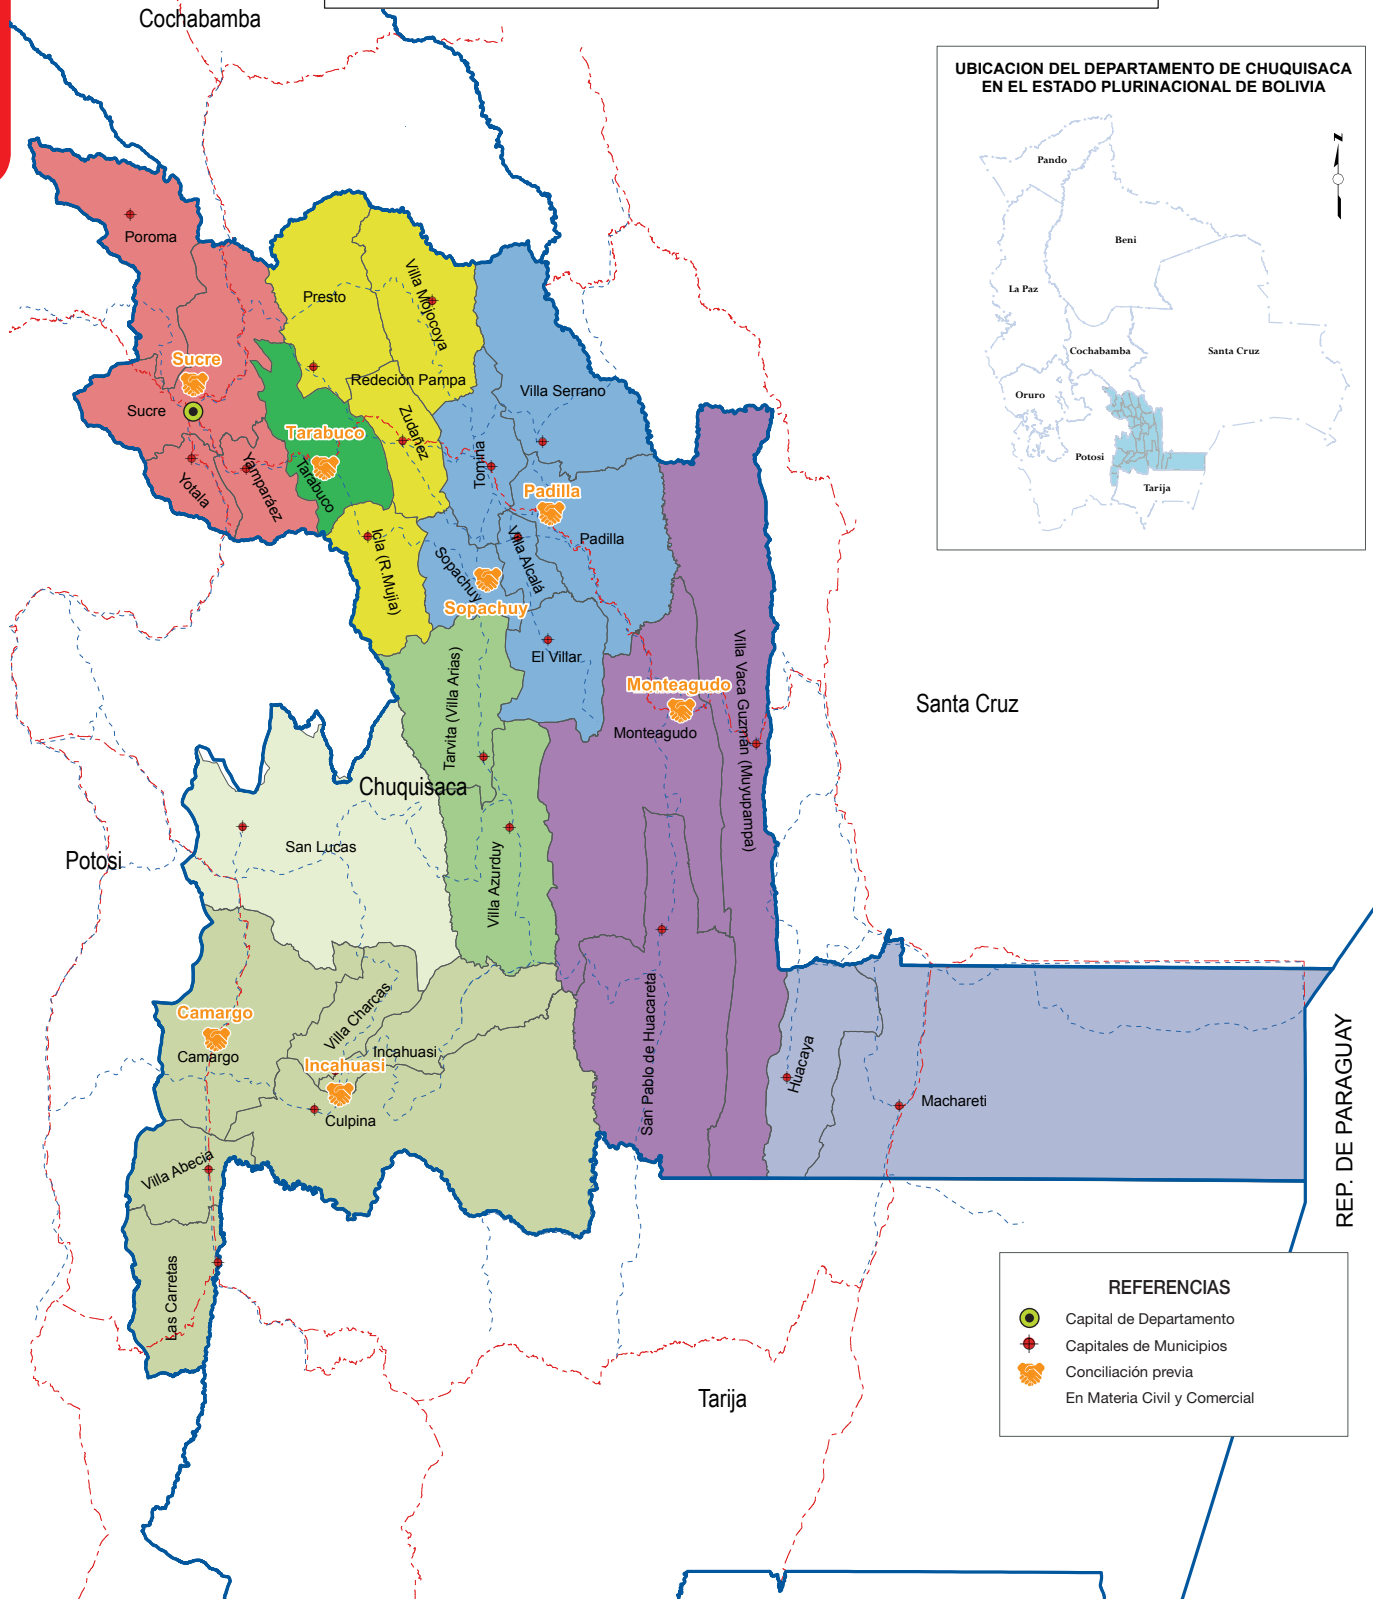 Cochabamba
UBICACION DEL DEPARTAMENTO DE CHUQUISACA
EN EL ESTADO PLURINACIONAL DE BOLIVIA
z
Pando
Beni
La Paz
Cochabamba
Santa Cruz
Oruro
Potosi
Tarija
Poroma
Presto
Villa Mojocoya
Sucre
Redeción Pampa
Villa Serrano
Sucre
Zudañez
Tarabuco
Tomina
Yotala
Yamparáez
Tarabuco
Padilla
Icla (R.Mujia)
Sopachuy
Villa Alcalá
Padilla
Sopachuy
El Villar
Tarvita (Villa Arias)
Monteagudo
Monteagudo
Villa Vaca Guzmán (Muyupampa)
Santa Cruz
Chuquisaca
San Lucas
Potosi
Villa Azurduy
Camargo
Camargo
Villa Charcas
Incahuasi
Incahuasi
Culpina
San Pablo de Huacareta
Huacaya
Machareti
REP. DE PARAGUAY
Villa Abecia
Las Carretas
Tarija
REFERENCIAS
Capital de Departamento
Capitales de Municipios
Conciliación previa
En Materia Civil y Comercial